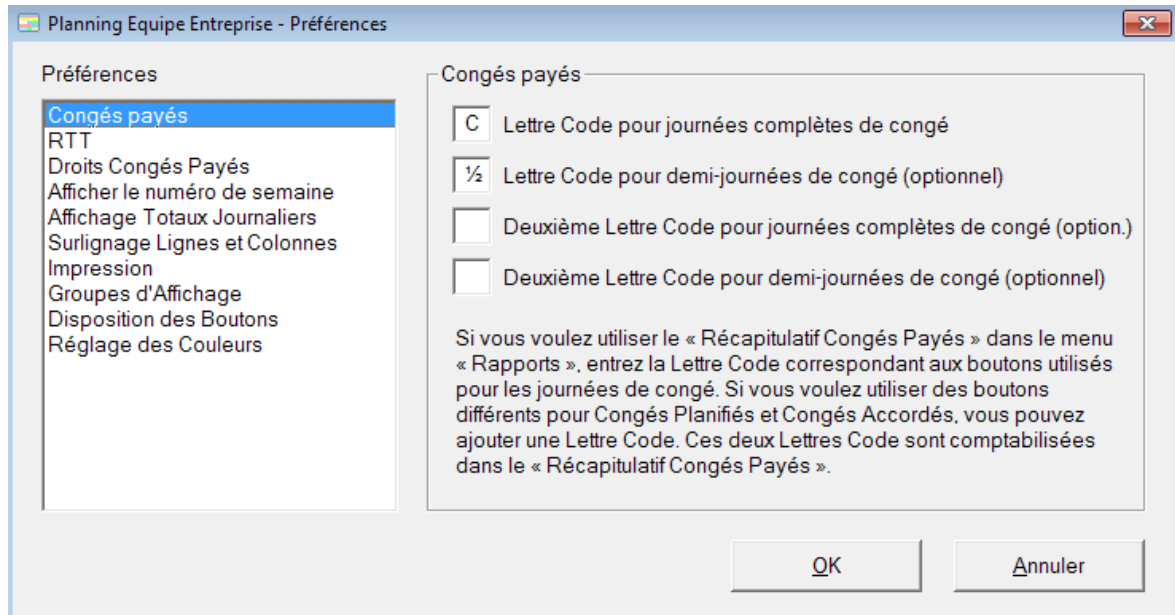 Planning Equipe Entreprise - Préférences
Préférences
Congés payés
RTT
Droits Congés Payés
Afficher le numéro de semaine
Affichage Totaux Journaliers
Surlignage Lignes et Colonnes
Impression
Groupes d'Affichage
Disposition des Boutons
Réglage des Couleurs
Congés payés
C Lettre Code pour journées complètes de congé
½ Lettre Code pour demi-journées de congé (optionnel)
Deuxième Lettre Code pour journées complètes de congé (option.)
Deuxième Lettre Code pour demi-journées de congé (optionnel)
Si vous voulez utiliser le « Récapitulatif Congés Payés » dans le menu
« Rapports », entrez la Lettre Code correspondant aux boutons utilisés
pour les journées de congé. Si vous voulez utiliser des boutons
différents pour Congés Planifiés et Congés Accordés, vous pouvez
ajouter une Lettre Code. Ces deux Lettres Code sont comptabilisées
dans le « Récapitulatif Congés Payés ».
OK
Annuler